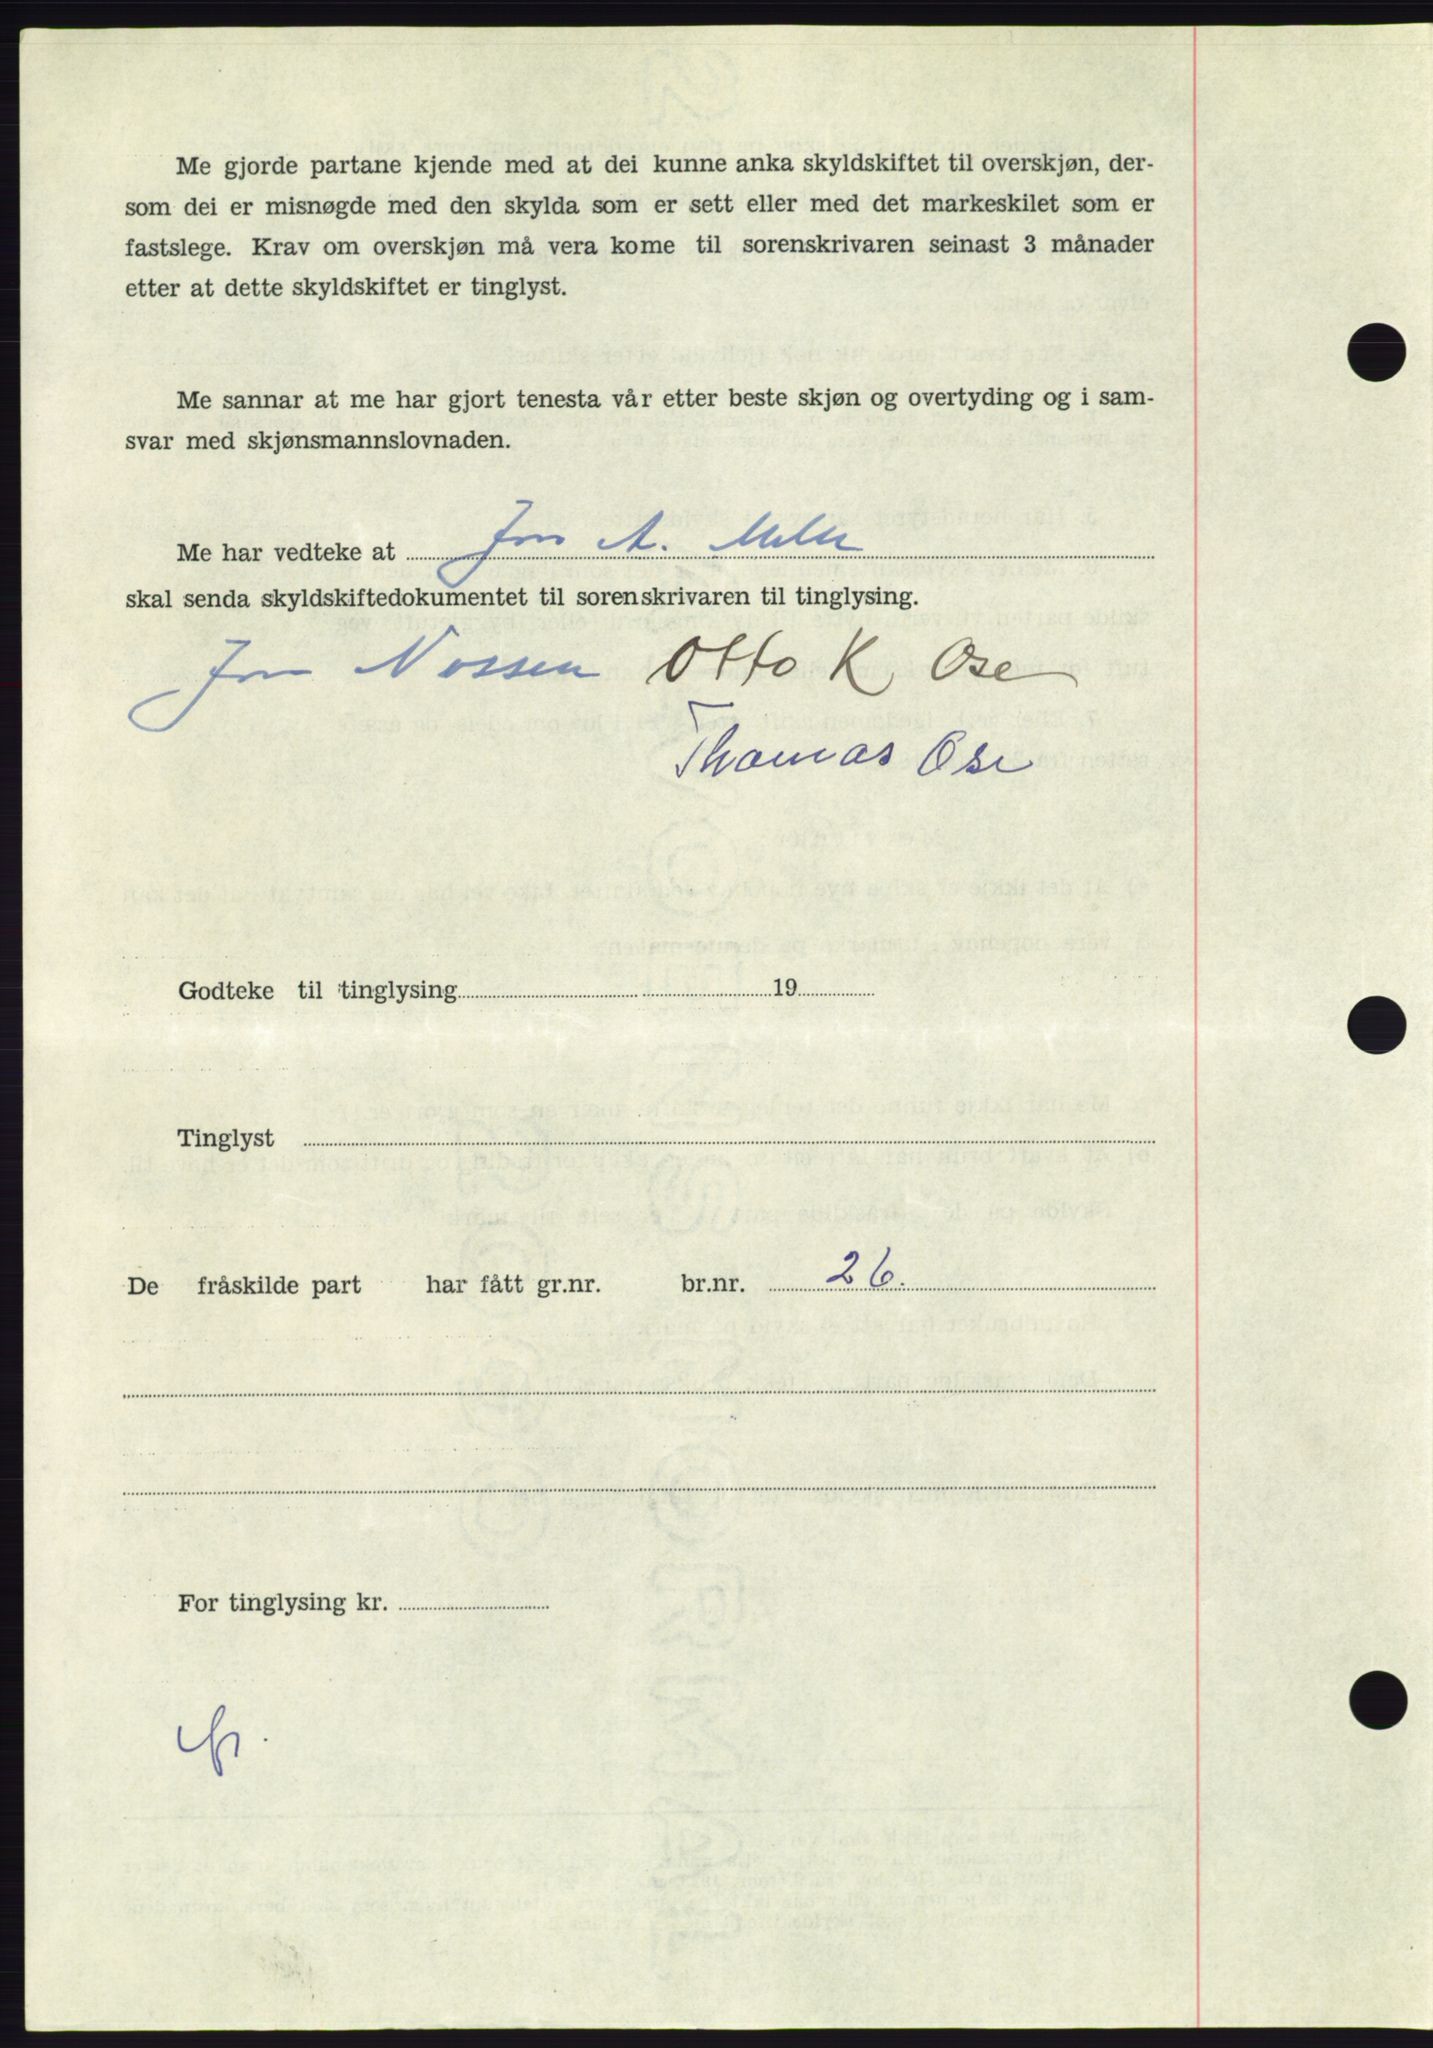 Me gjorde partane kjende med at dei kunne anka skyldskiftet til overskjøn, der-
som dei er misnøgde med den skylda som er sett eller med det markeskilet som er
fastslege. Krav om overskjøn må vera kome til sorenskrivaren seinast 3 månader
etter at dette skyldskiftet er tinglyst.
Me sannar at me har gjort tenesta vår etter beste skjøn og overtyding og i sam-
svar med skjønsmannslovnaden.
Me har vedteke at Jon A.
skal senda skyldskiftedokumentet til sorenskrivaren til tinglysing.
Jon Nossen Otto K Ose
Thomas Ose
Godteke til tinglysing 19
Tinglyst
De fråskilde part har fått gr.nr. br.nr. 26.
For tinglysing kr.